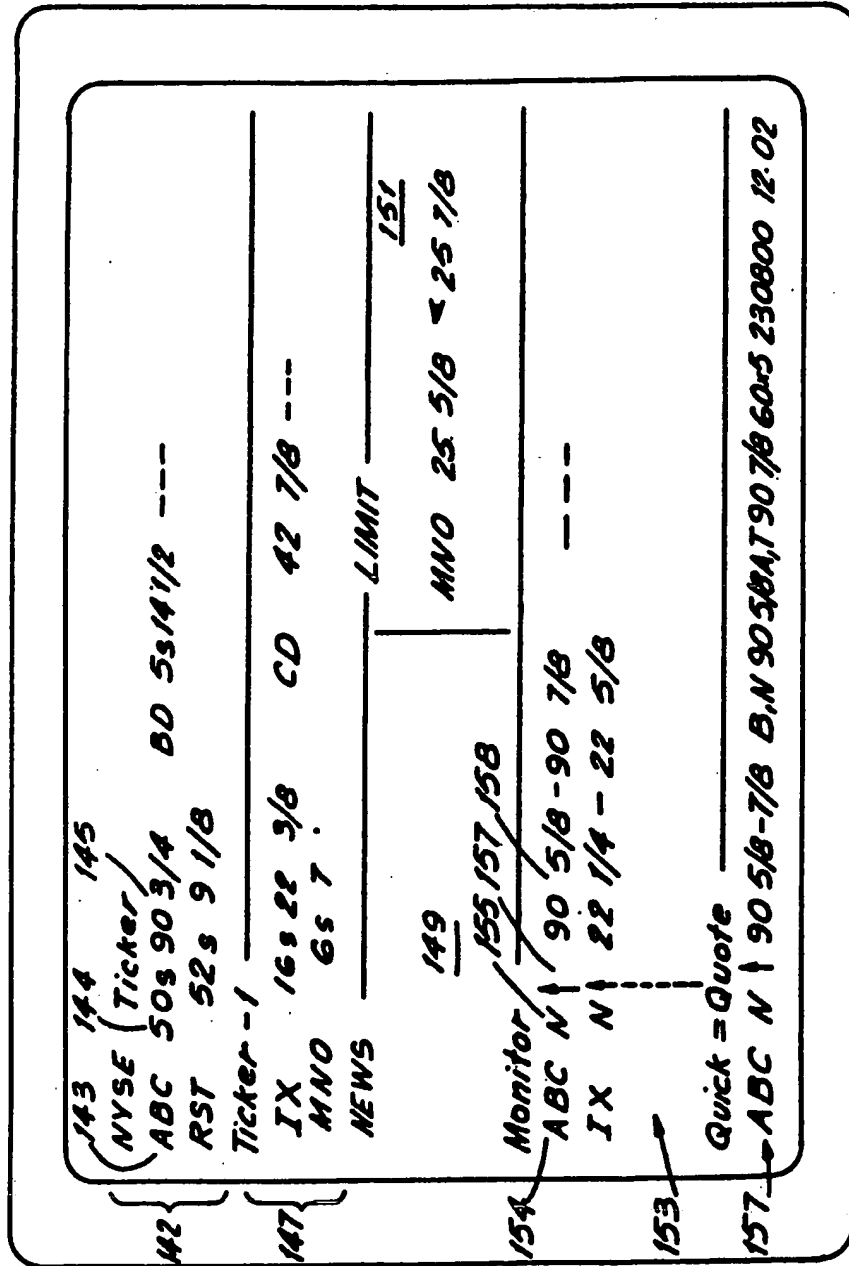 143 144 145
NYSE (Ticker
ABC 50s 90 3/4 BD 5s 14 1/2 ---
RST 52s 9 1/8
142
Ticker-1
IX 16s 22 3/8 CD 42 7/8 ---
MNO 6s 7
147
NEWS LIMIT
149 151
MNO 25 5/8 < 25 7/8
155 157 158
Monitor
154 ABC N 90 5/8 - 90 7/8 ---
IX N 22 1/4 - 22 5/8
153
Quick = Quote
157 ABC N 90 5/8-7/8 B,N 90 5/8 A,T 90 7/8 60x5 230800 12.02